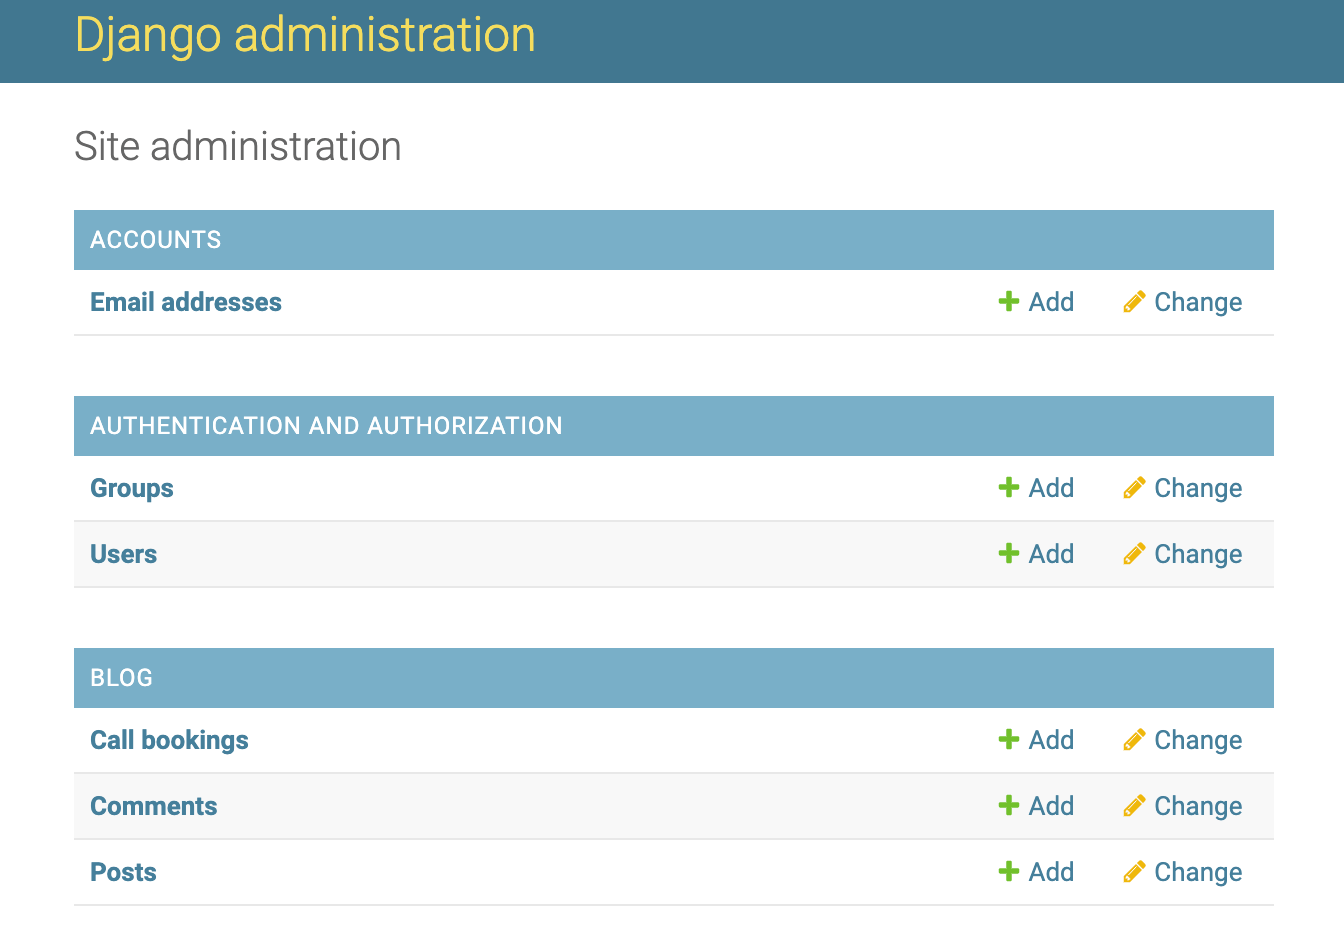 Django administration
Site administration
ACCOUNTS
Email addresses Add Change
AUTHENTICATION AND AUTHORIZATION
Groups Add Change
Users Add Change
BLOG
Call bookings Add Change
Comments Add Change
Posts Add Change